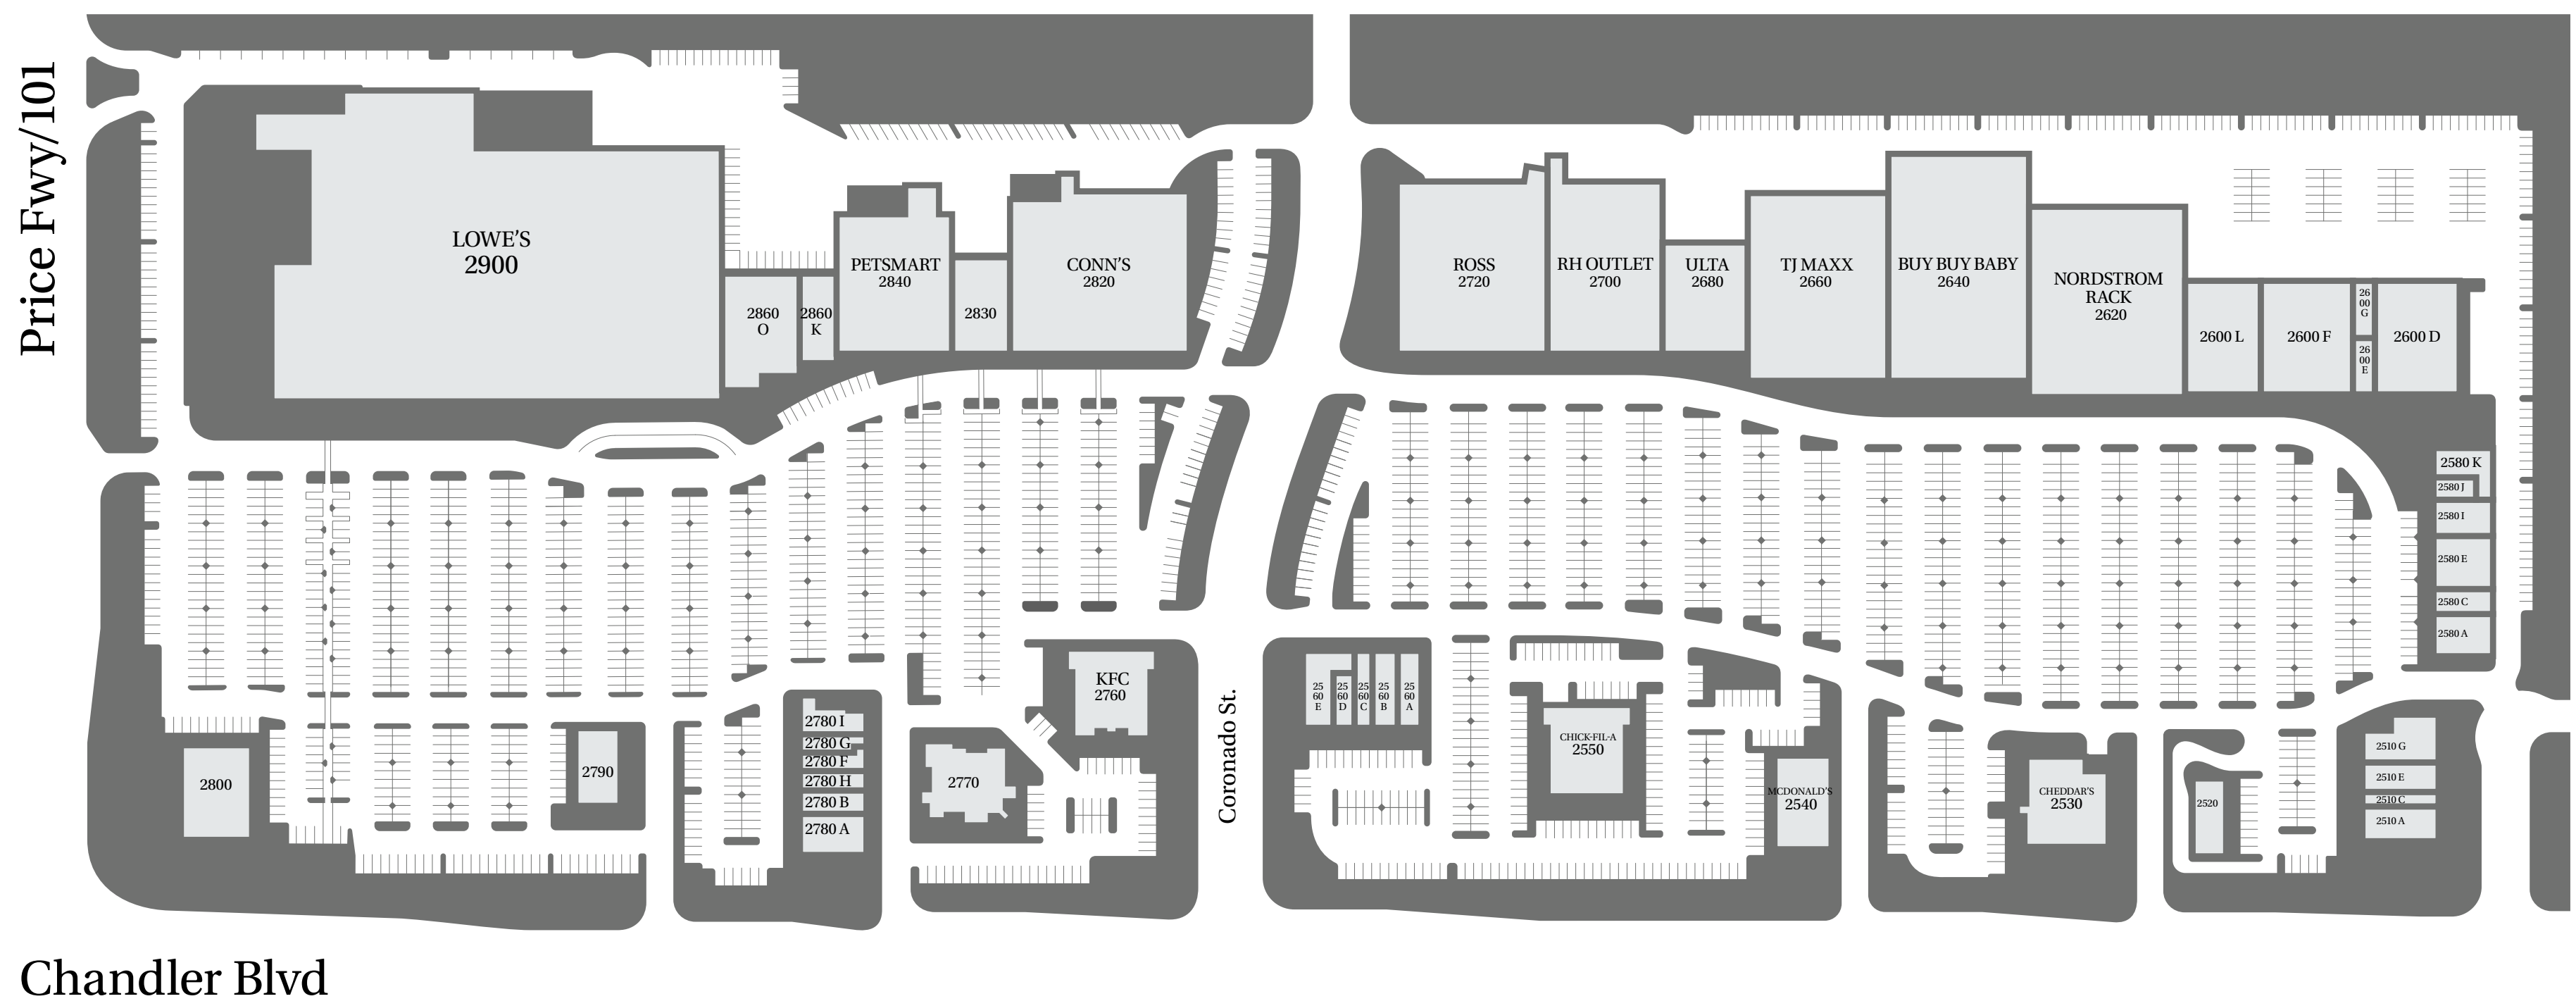 Price Fwy/101
LOWE'S
2900
2860
O
2860
K
PETSMART
2840
2830
CONN'S
2820
ROSS
2720
RH OUTLET
2700
ULTA
2680
TJ MAXX
2660
BUY BUY BABY
2640
NORDSTROM
RACK
2620
2600 L
2600 F
26
00
G
26
00
E
2600 D
2580 K
2580 J
2580 I
2580 E
2580 C
2580 A
2800
2790
2780 I
2780 G
2780 F
2780 H
2780 B
2780 A
2770
KFC
2760
Coronado St.
25
60
E
25
60
D
25
60
C
25
60
B
25
60
A
CHICK-FIL-A
2550
MCDONALD'S
2540
CHEDDAR'S
2530
2520
2510 G
2510 E
2510 C
2510 A
Chandler Blvd